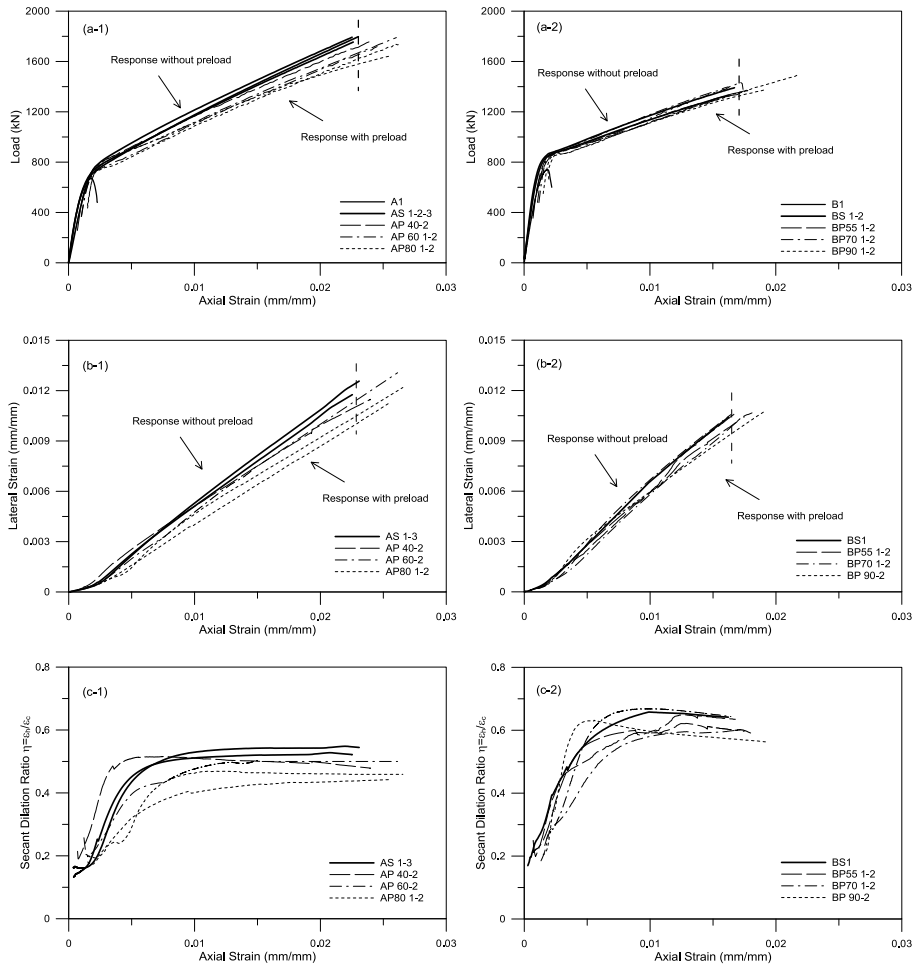 (a-1)
Load (kN)
2000
1600
1200
800
400
0
Response without preload
Response with preload
A1
AS 1-2-3
AP 40-2
AP 60 1-2
AP80 1-2
0 0.01 0.02 0.03
Axial Strain (mm/mm)
(a-2)
Load (kN)
2000
1600
1200
800
400
0
Response without preload
Response with preload
B1
BS 1-2
BP55 1-2
BP70 1-2
BP90 1-2
0 0.01 0.02 0.03
Axial Strain (mm/mm)
(b-1)
Lateral Strain (mm/mm)
0.015
0.012
0.009
0.006
0.003
0
Response without preload
Response with preload
AS 1-3
AP 40-2
AP 60-2
AP80 1-2
0 0.01 0.02 0.03
Axial Strain (mm/mm)
(b-2)
Lateral Strain (mm/mm)
0.015
0.012
0.009
0.006
0.003
0
Response without preload
Response with preload
BS1
BP55 1-2
BP70 1-2
BP 90-2
0 0.01 0.02 0.03
Axial Strain (mm/mm)
(c-1)
Secant Dilation Ratio η=εₕ/ε꜀
0.8
0.6
0.4
0.2
0
AS 1-3
AP 40-2
AP 60-2
AP80 1-2
0 0.01 0.02 0.03
Axial Strain (mm/mm)
(c-2)
Secant Dilation Ratio η=εₕ/ε꜀
0.8
0.6
0.4
0.2
0
BS1
BP55 1-2
BP70 1-2
BP 90-2
0 0.01 0.02 0.03
Axial Strain (mm/mm)